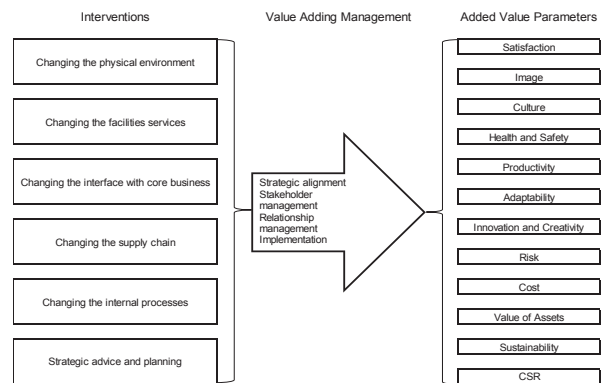 Interventions
Value Adding Management
Added Value Parameters
Changing the physical environment
Changing the facilities services
Changing the interface with core business
Changing the supply chain
Changing the internal processes
Strategic advice and planning
Strategic alignment
Stakeholder
management
Relationship
management
Implementation
Satisfaction
Image
Culture
Health and Safety
Productivity
Adaptability
Innovation and Creativity
Risk
Cost
Value of Assets
Sustainability
CSR